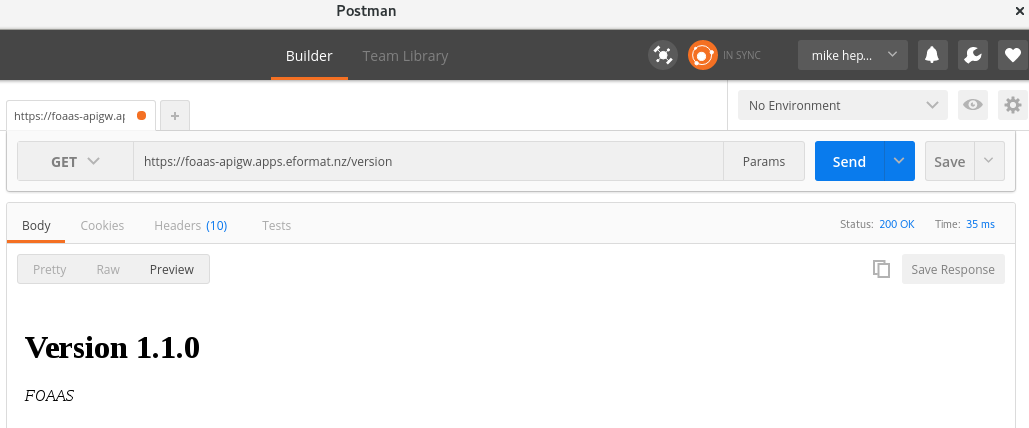 Postman
Builder Team Library IN SYNC mike hep...
https://foaas-apigw.ap No Environment
GET https://foaas-apigw.apps.eformat.nz/version Params Send Save
Body Cookies Headers (10) Tests Status: 200 OK Time: 35 ms
Pretty Raw Preview Save Response
Version 1.1.0
FOAAS